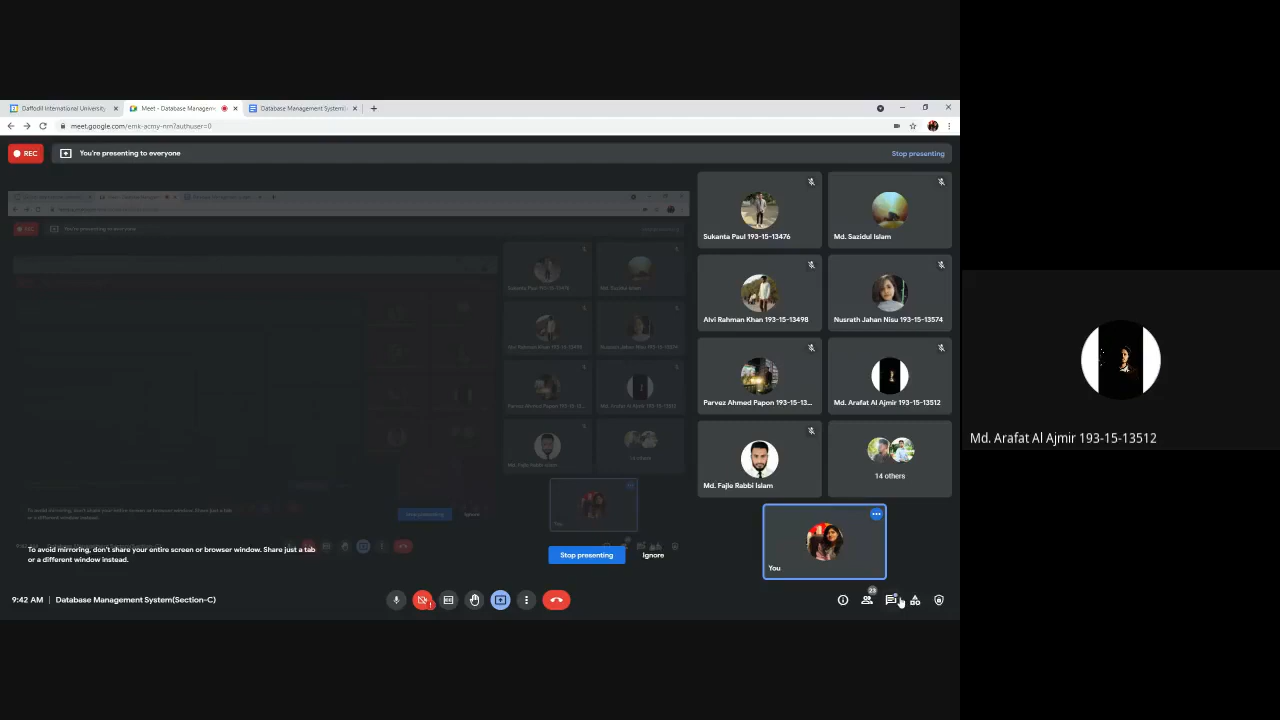 Daffodil International University
Meet - Database Managem
Database Management System(
meet.google.com/emk-acmy-nrn?authuser=0
REC
You're presenting to everyone
Stop presenting
Sukanta Paul 193-15-13476
Md. Sazidul Islam
Alvi Rahman Khan 193-15-13498
Nusrath Jahan Nisu 193-15-13574
Parvez Ahmed Papon 193-15-13...
Md. Arafat Al Ajmir 193-15-13512
Md. Fajle Rabbi Islam
14 others
You
To avoid mirroring, don't share your entire screen or browser window. Share just a tab
or a different window instead.
Stop presenting
Ignore
9:42 AM
Database Management System(Section-C)
23
Md. Arafat Al Ajmir 193-15-13512